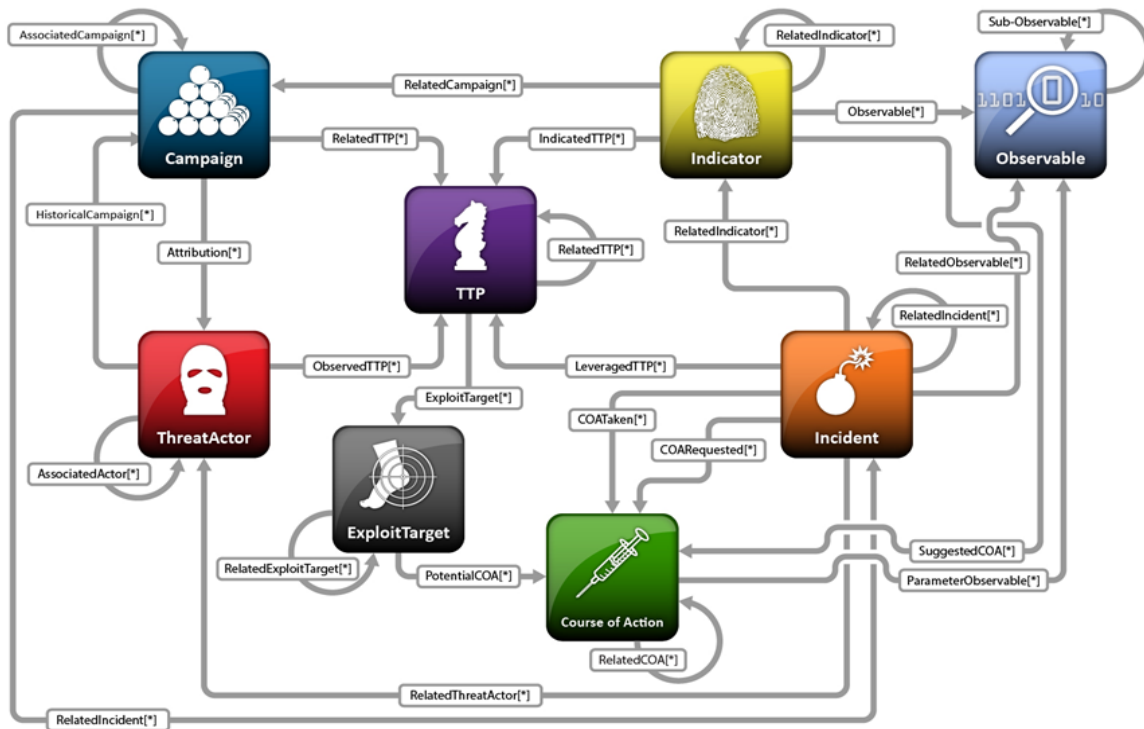 AssociatedCampaign[*]
RelatedIndicator[*]
Sub-Observable[*]
RelatedCampaign[*]
1101 0 10
Observable[*]
RelatedTTP[*]
IndicatedTTP[*]
Campaign
Indicator
Observable
HistoricalCampaign[*]
RelatedIndicator[*]
Attribution[*]
RelatedTTP[*]
RelatedObservable[*]
TTP
RelatedIncident[*]
ObservedTTP[*]
LeveragedTTP[*]
ExploitTarget[*]
COATaken[*]
ThreatActor
Incident
COARequested[*]
AssociatedActor[*]
ExploitTarget
SuggestedCOA[*]
RelatedExploitTarget[*]
PotentialCOA[*]
ParameterObservable[*]
Course of Action
RelatedCOA[*]
RelatedThreatActor[*]
RelatedIncident[*]